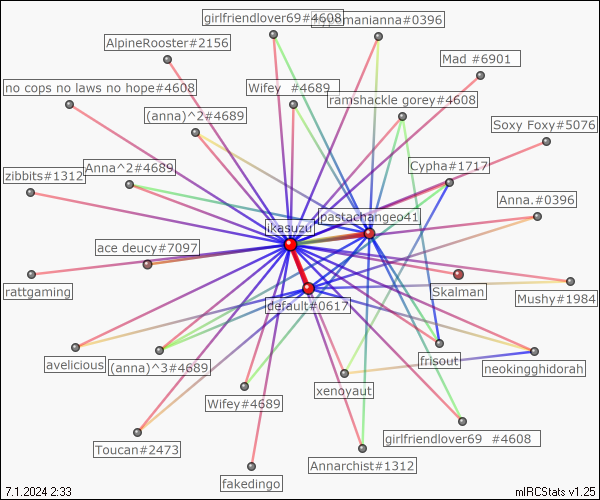 girlfriendlover69#4608
manianna#0396
AlpineRooster#2156
Mad #6901
no cops no laws no hope#4608
Wifey #4689
ramshackle gorey#4608
(anna)^2#4689
Soxy Foxy#5076
Anna^2#4689
Cypha#1717
zibbits#1312
Anna.#0396
pastachangeo41
ikasuzu
ace deucy#7097
rattgaming
Skalman
Mushy#1984
default#0617
avelicious
(anna)^3#4689
frisout
neokingghidorah
xenoyaut
Wifey#4689
Toucan#2473
girlfriendlover69 #4608
Annarchist#1312
fakedingo
7.1.2024 2:33
mIRCStats v1.25